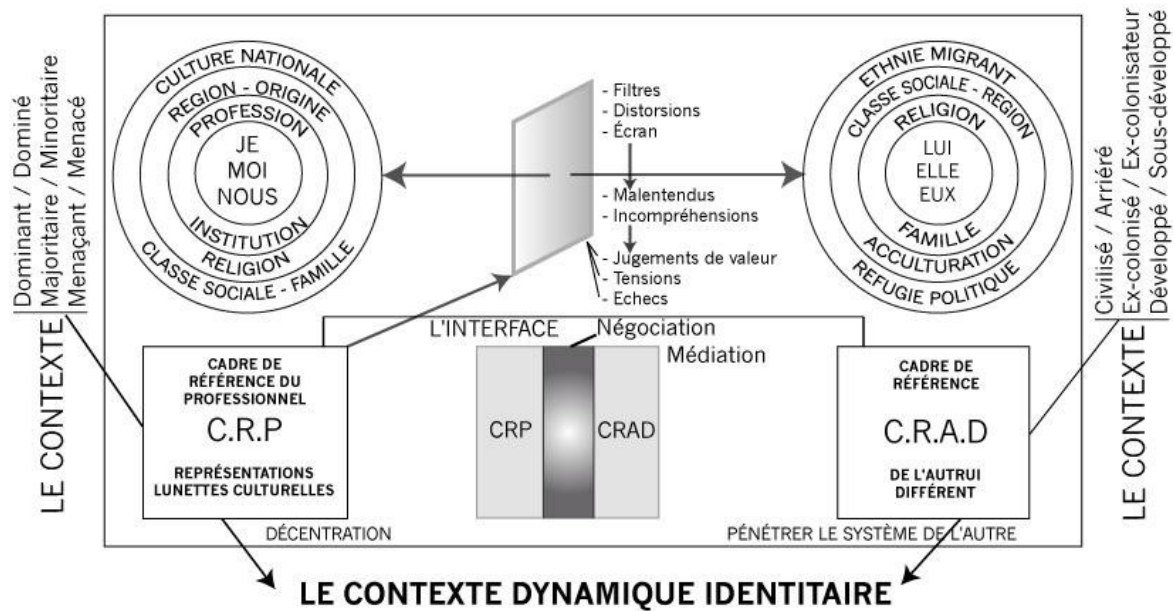 LE CONTEXTE
Dominant / Dominé
Majoritaire / Minoritaire
Menaçant / Menacé
CULTURE NATIONALE
REGION - ORIGINE
PROFESSION
JE
MOI
NOUS
INSTITUTION
RELIGION
CLASSE SOCIALE - FAMILLE
- Filtres
- Distorsions
- Écran
- Malentendus
- Incompréhensions
- Jugements de valeur
- Tensions
- Echecs
ETHNIE MIGRANT
CLASSE SOCIALE - REGION
RELIGION
LUI
ELLE
EUX
FAMILLE
ACCULTURATION
REFUGIE POLITIQUE
LE CONTEXTE
Civilisé / Arriéré
Ex-colonisé / Ex-colonisateur
Développé / Sous-développé
CADRE DE
RÉFÉRENCE DU
PROFESSIONNEL
C.R.P
REPRÉSENTATIONS
LUNETTES CULTURELLES
L'INTERFACE
Négociation
Médiation
CRP
CRAD
CADRE DE
RÉFÉRENCE
C.R.A.D
DE L'AUTRUI
DIFFÉRENT
DÉCENTRATION
PÉNÉTRER LE SYSTÈME DE L'AUTRE
LE CONTEXTE DYNAMIQUE IDENTITAIRE